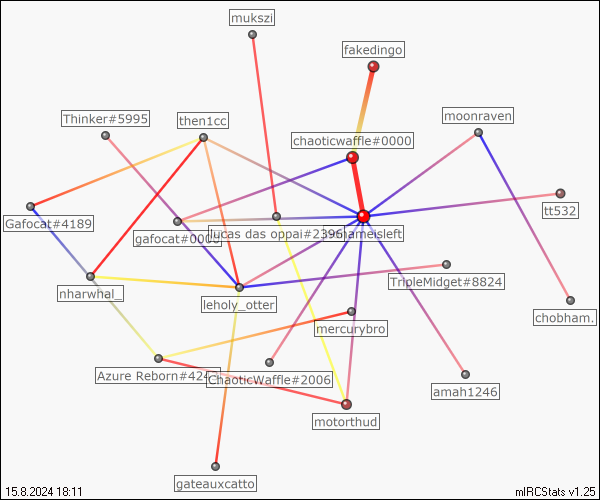 mukszi
fakedingo
Thinker#5995
then1cc
moonraven
chaoticwaffle#0000
Gafocat#4189
gafocat#000
lucas das oppai#2396
nameisleft
tt532
TripleMidget#8824
nharwhal_
leholy_otter
chobham.
mercurybro
Azure Reborn#424
ChaoticWaffle#2006
amah1246
motorthud
gateauxcatto
15.8.2024 18:11
mIRCStats v1.25